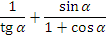 1/tg α + sin α/1 + cos α